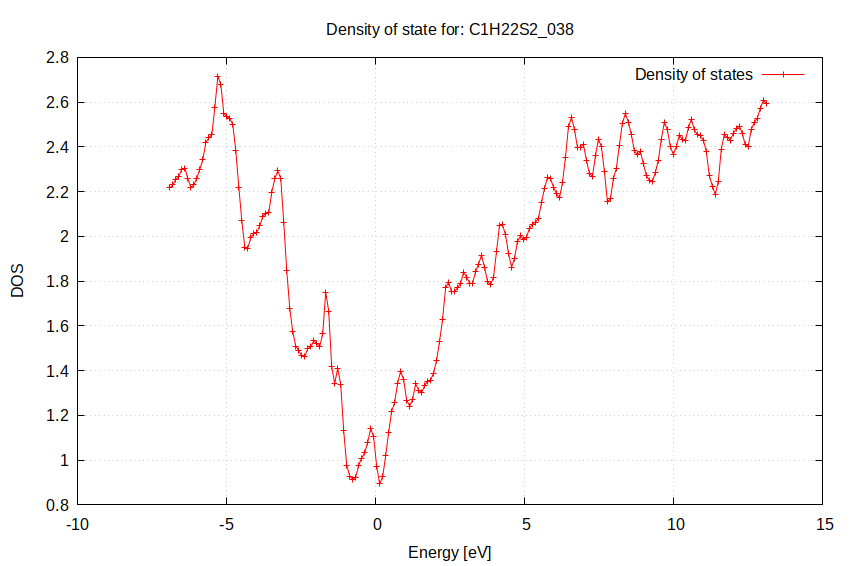 Density of state for: C1H22S2_038
Density of states
2.8
2.6
2.4
2.2
2
1.8
1.6
1.4
1.2
1
0.8
DOS
-10 -5 0 5 10 15
Energy [eV]